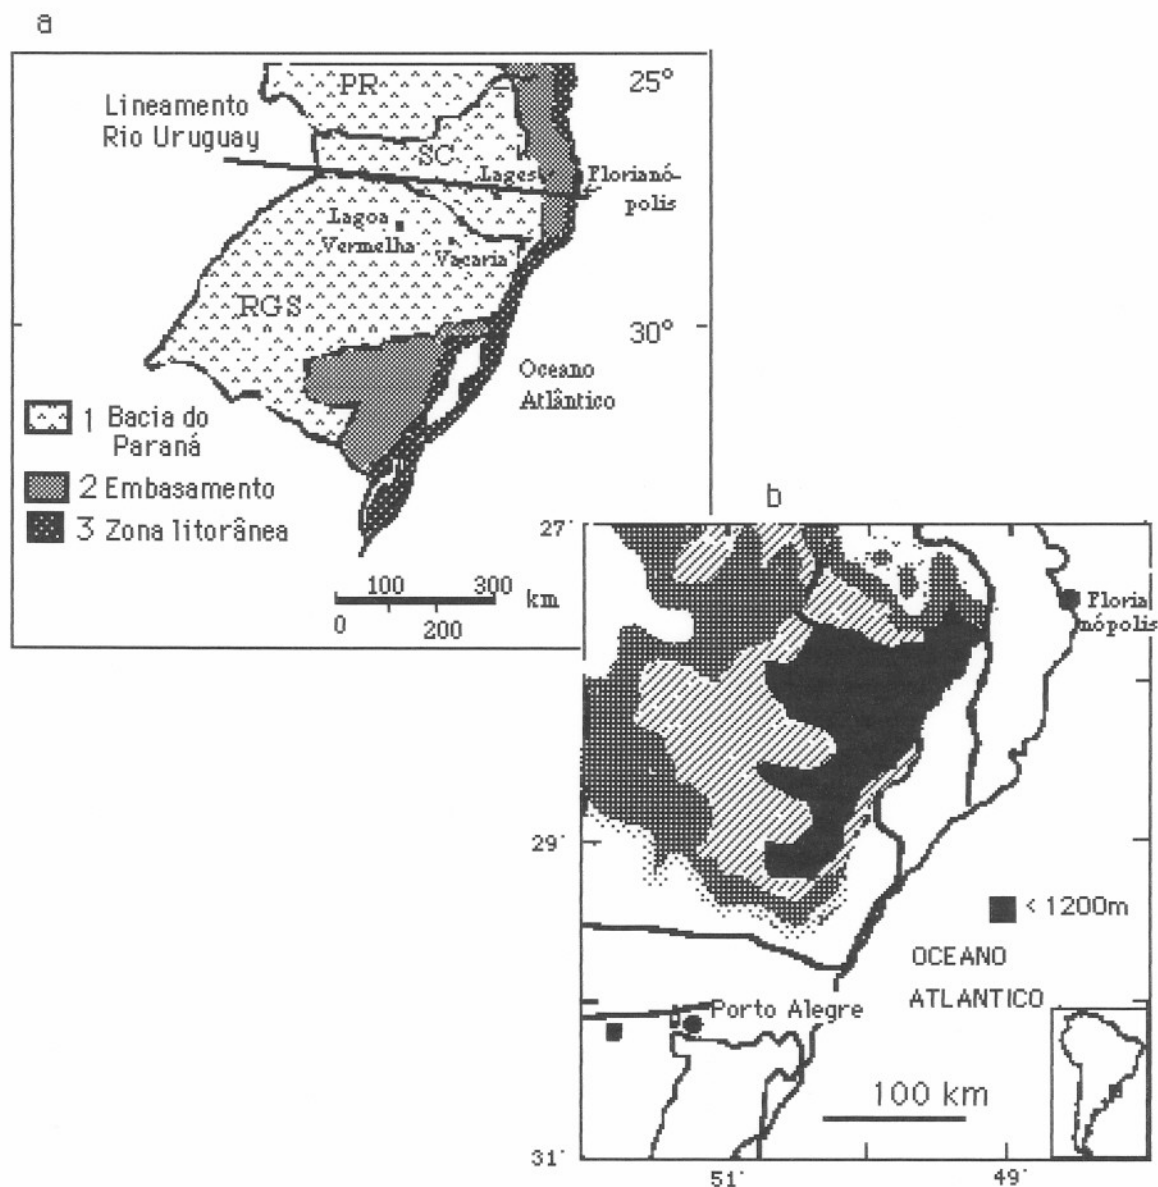 a
PR
25°
Lineamento
Rio Uruguay
SC
Lages
Florianó-
polis
Lagoa
Vermelha
Vacaria
RGS
30°
Oceano
Atlântico
1 Bacia do
Paraná
2 Embasamento
3 Zona litorânea
100 300
km
0 200
b
27'
Floria
nópolis
29'
< 1200m
OCEANO
ATLANTICO
Porto Alegre
100 km
31'
51' 49'